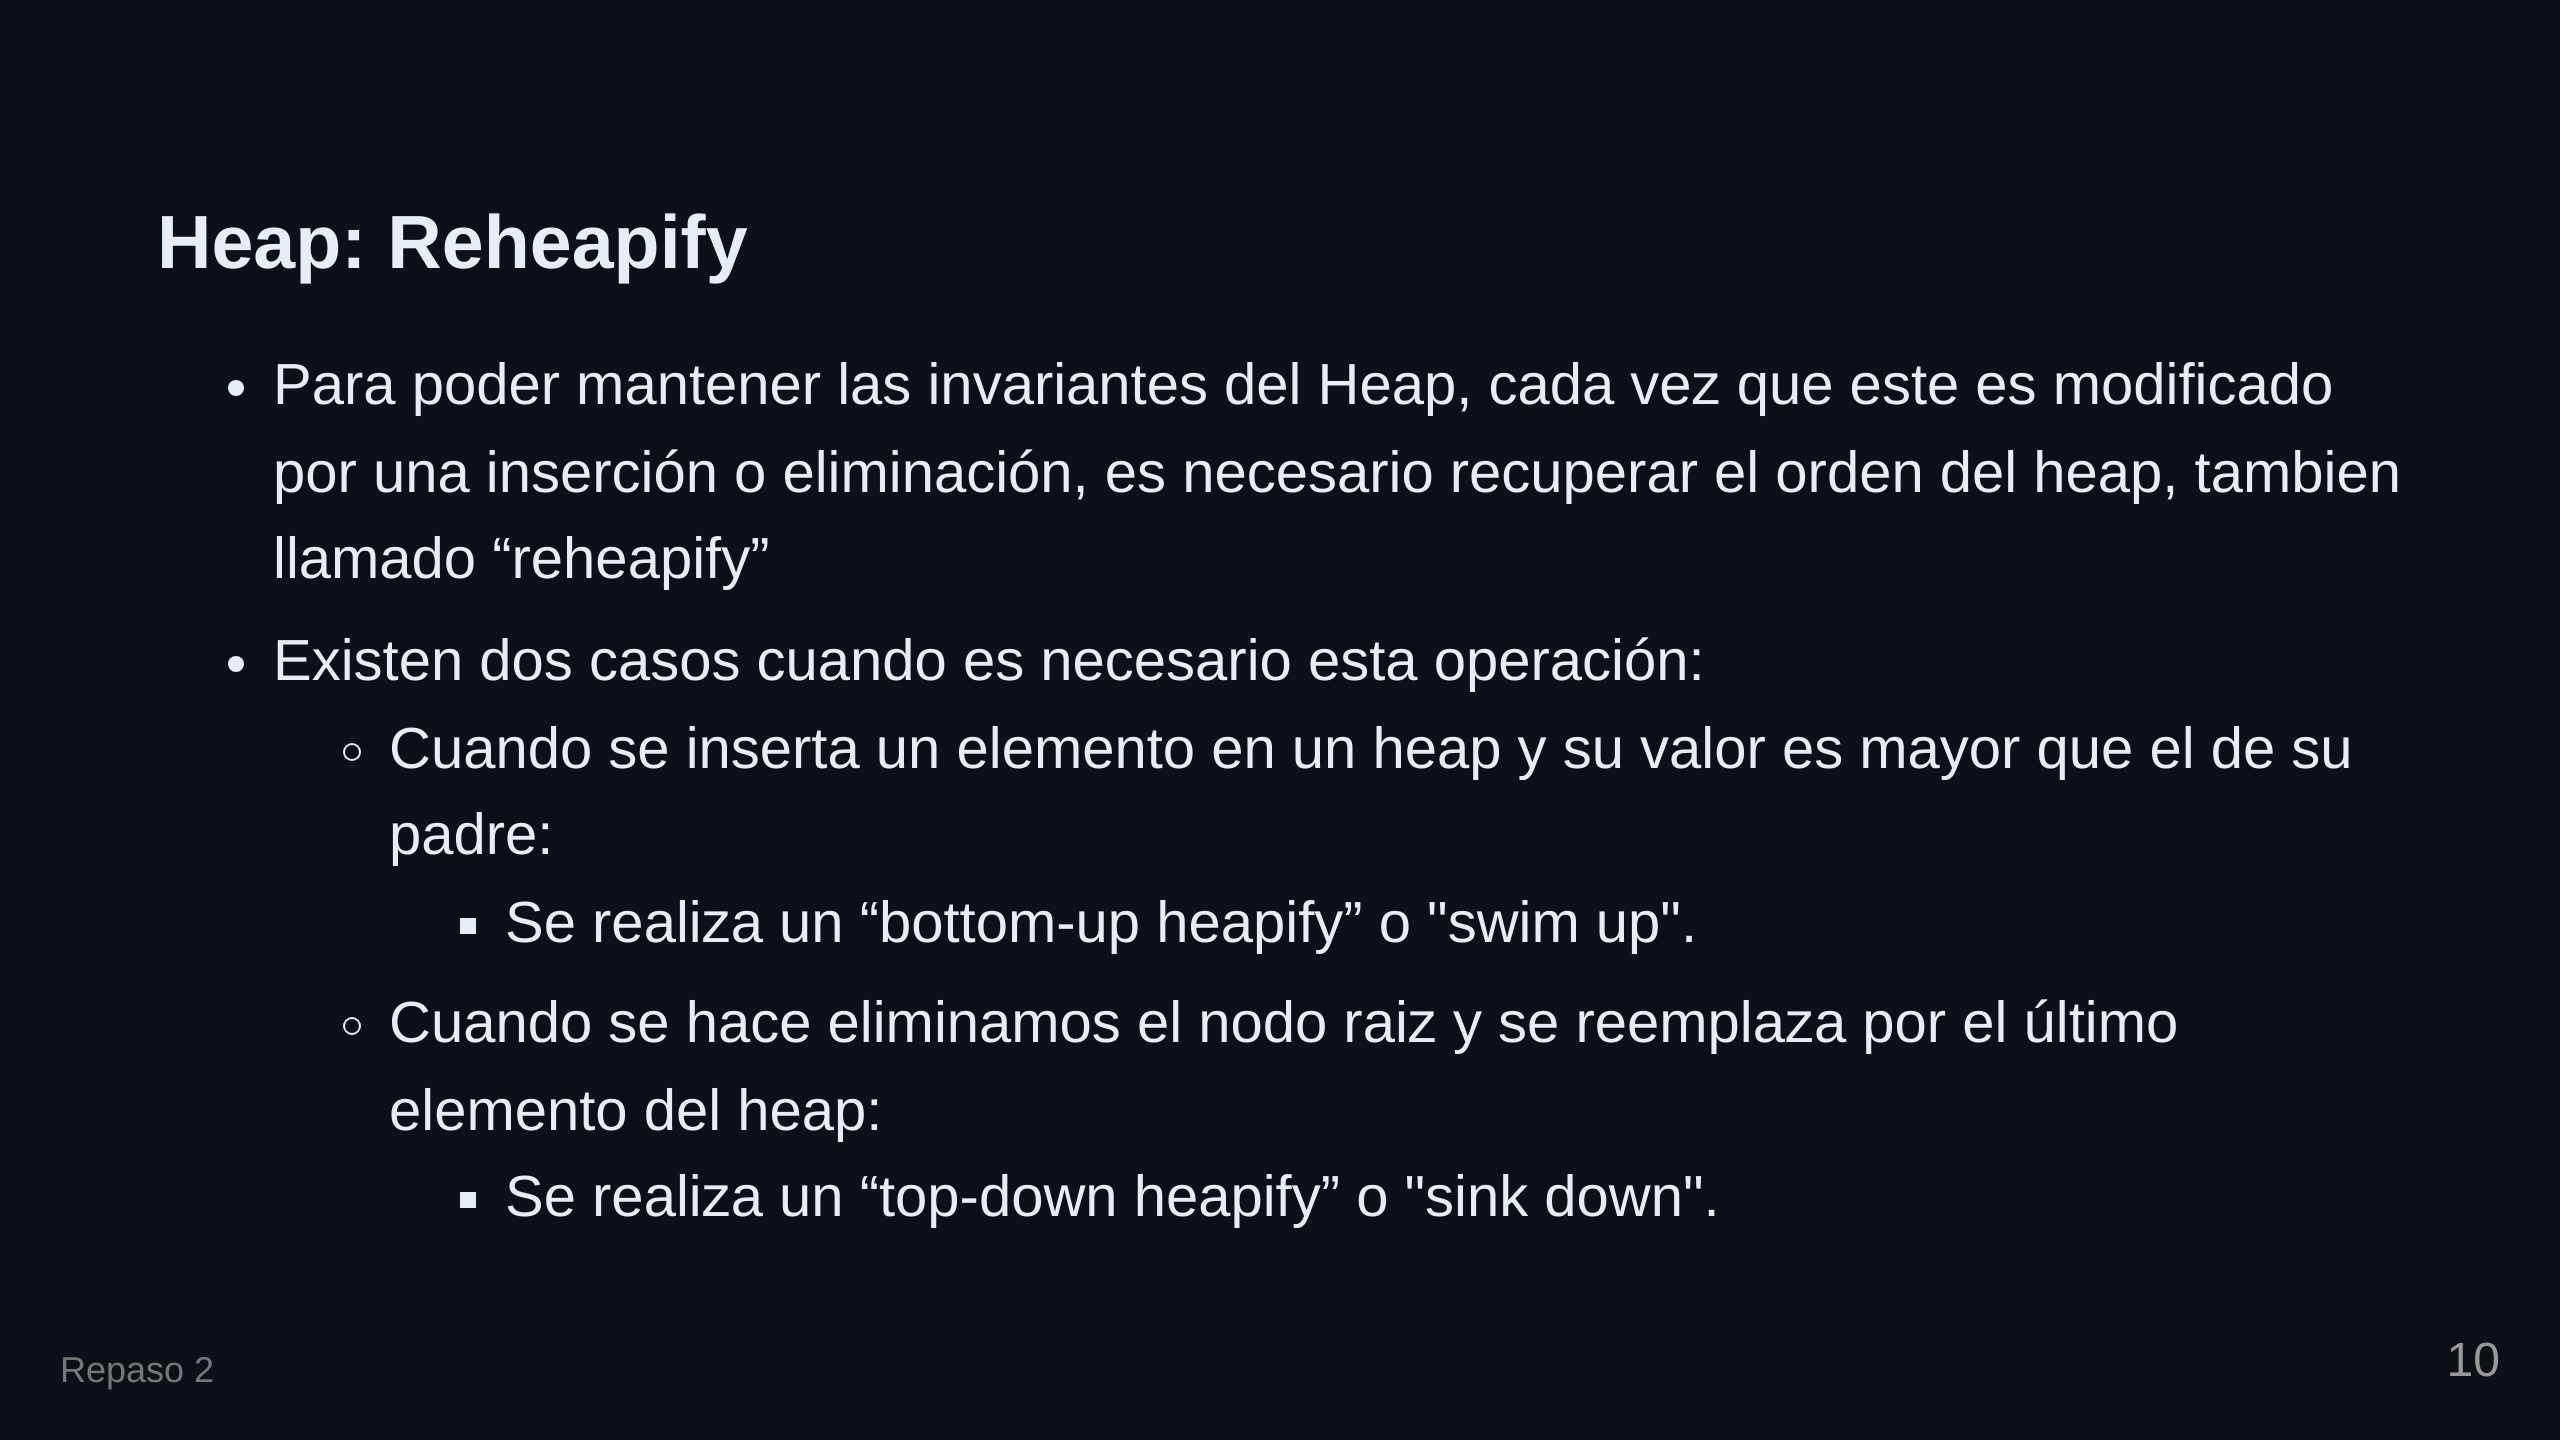 Heap: Reheapify
• Para poder mantener las invariantes del Heap, cada vez que este es modificado
por una inserción o eliminación, es necesario recuperar el orden del heap, tambien
llamado “reheapify”
• Existen dos casos cuando es necesario esta operación:
◦ Cuando se inserta un elemento en un heap y su valor es mayor que el de su
padre:
▪ Se realiza un “bottom-up heapify” o "swim up".
◦ Cuando se hace eliminamos el nodo raiz y se reemplaza por el último
elemento del heap:
▪ Se realiza un “top-down heapify” o "sink down".
Repaso 2
10